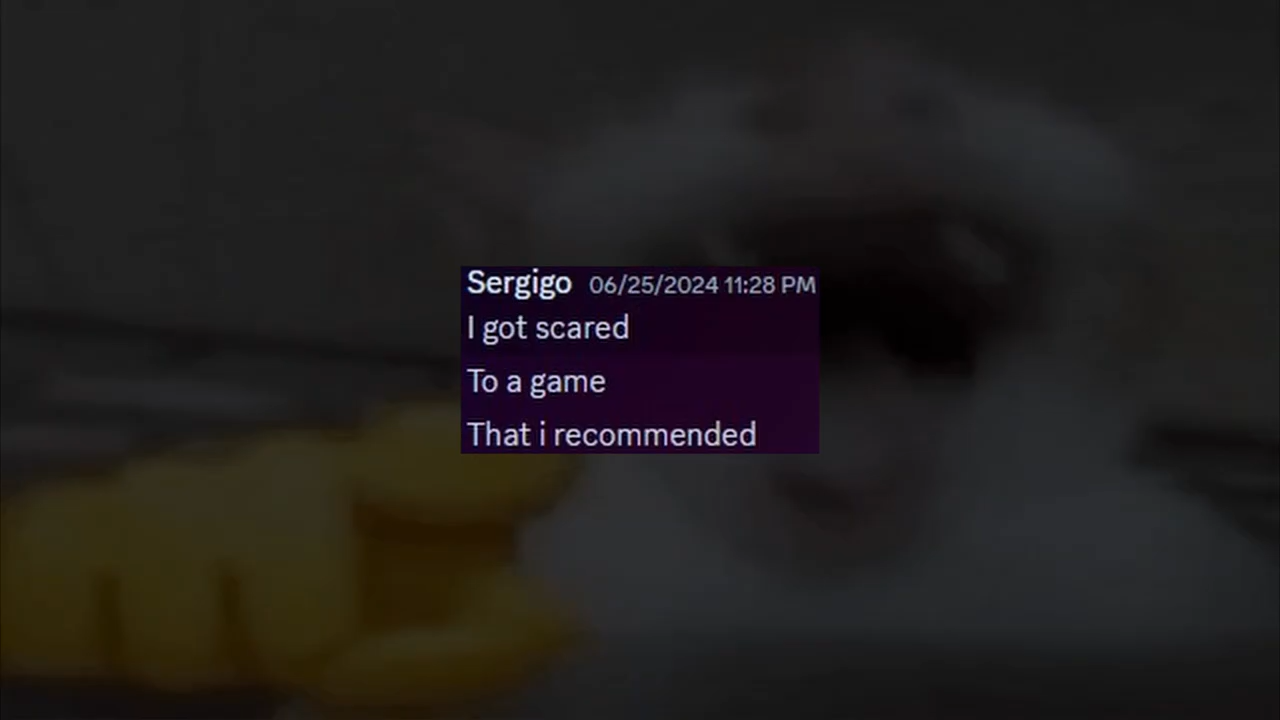 Sergigo 06/25/2024 11:28 PM
I got scared
To a game
That i recommended